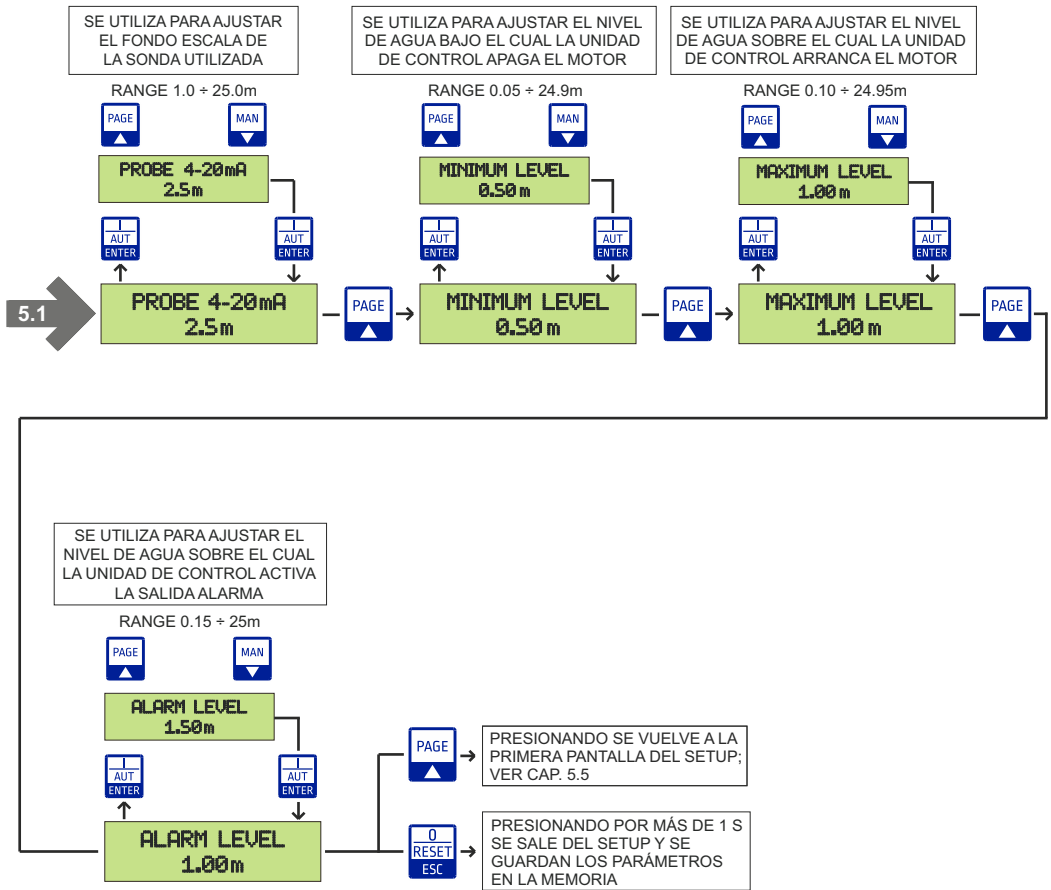 SE UTILIZA PARA AJUSTAR
EL FONDO ESCALA DE
LA SONDA UTILIZADA
RANGE 1.0 ÷ 25.0m
PAGE
MAN
PROBE 4-20mA
2.5m
I
AUT
ENTER
I
AUT
ENTER
5.1
PROBE 4-20mA
2.5m
PAGE
SE UTILIZA PARA AJUSTAR EL NIVEL
DE AGUA BAJO EL CUAL LA UNIDAD
DE CONTROL APAGA EL MOTOR
RANGE 0.05 ÷ 24.9m
PAGE
MAN
MINIMUM LEVEL
0.50 m
I
AUT
ENTER
I
AUT
ENTER
MINIMUM LEVEL
0.50 m
PAGE
SE UTILIZA PARA AJUSTAR EL NIVEL
DE AGUA SOBRE EL CUAL LA UNIDAD
DE CONTROL ARRANCA EL MOTOR
RANGE 0.10 ÷ 24.95m
PAGE
MAN
MAXIMUM LEVEL
1.00 m
I
AUT
ENTER
I
AUT
ENTER
MAXIMUM LEVEL
1.00 m
PAGE
SE UTILIZA PARA AJUSTAR EL
NIVEL DE AGUA SOBRE EL CUAL
LA UNIDAD DE CONTROL ACTIVA
LA SALIDA ALARMA
RANGE 0.15 ÷ 25m
PAGE
MAN
ALARM LEVEL
1.50m
I
AUT
ENTER
I
AUT
ENTER
ALARM LEVEL
1.00m
PAGE
PRESIONANDO SE VUELVE A LA
PRIMERA PANTALLA DEL SETUP;
VER CAP. 5.5
0
RESET
ESC
PRESIONANDO POR MÁS DE 1 S
SE SALE DEL SETUP Y SE
GUARDAN LOS PARÁMETROS
EN LA MEMORIA